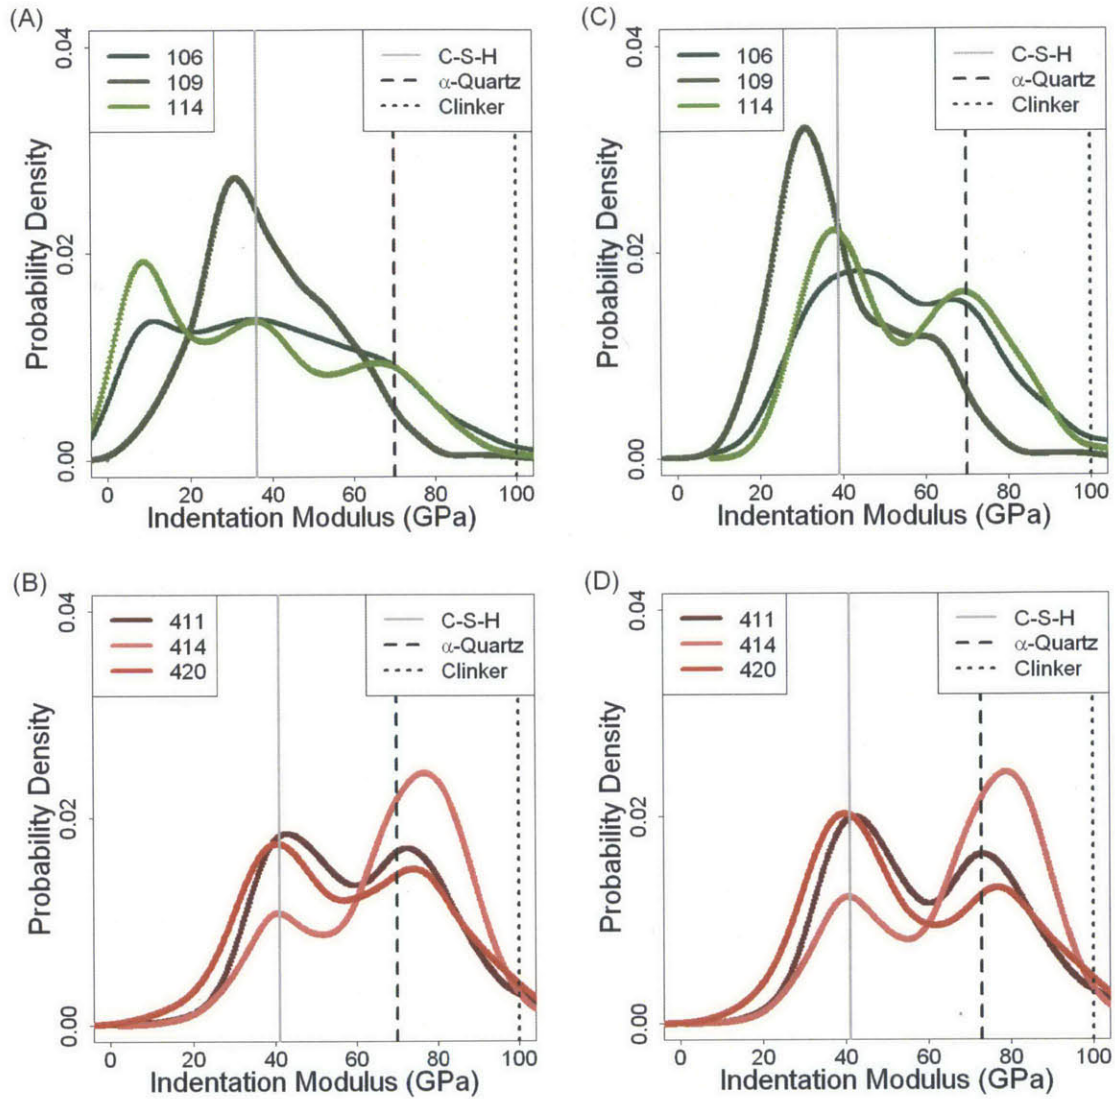 (A)
0.04
0.02
0.00
Probability Density
106
109
114
C-S-H
α-Quartz
Clinker
0 20 40 60 80 100
Indentation Modulus (GPa)
(C)
0.04
0.02
0.00
Probability Density
106
109
114
C-S-H
α-Quartz
Clinker
0 20 40 60 80 100
Indentation Modulus (GPa)
(B)
0.04
0.02
0.00
Probability Density
411
414
420
C-S-H
α-Quartz
Clinker
0 20 40 60 80 100
Indentation Modulus (GPa)
(D)
0.04
0.02
0.00
Probability Density
411
414
420
C-S-H
α-Quartz
Clinker
0 20 40 60 80 100
Indentation Modulus (GPa)